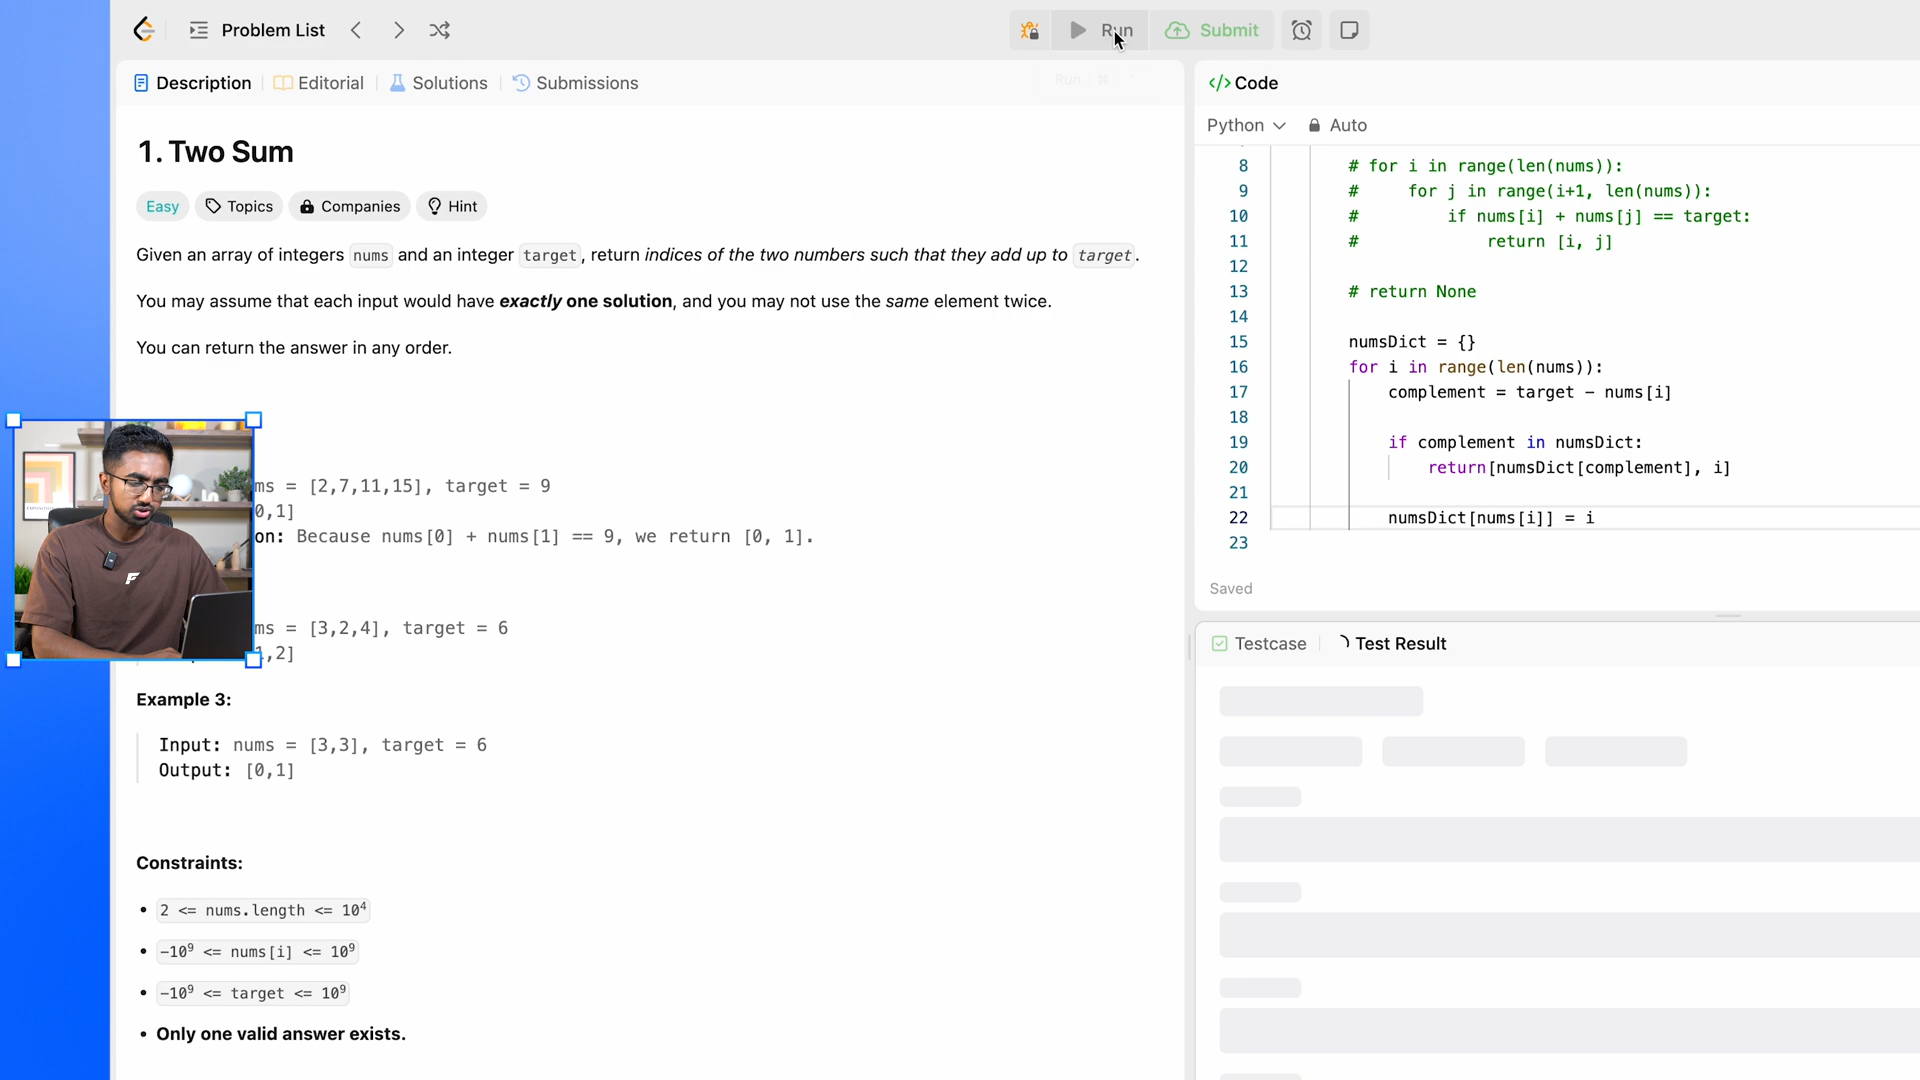 Problem List
Run
Submit
Description
Editorial
Solutions
Submissions
Run ⌘ '
1. Two Sum
Easy
Topics
Companies
Hint
Given an array of integers nums and an integer target, return indices of the two numbers such that they add up to target.
You may assume that each input would have exactly one solution, and you may not use the same element twice.
You can return the answer in any order.
ms = [2,7,11,15], target = 9
0,1]
on: Because nums[0] + nums[1] == 9, we return [0, 1].
ms = [3,2,4], target = 6
1,2]
Example 3:
Input: nums = [3,3], target = 6
Output: [0,1]
Constraints:
• 2 <= nums.length <= 10⁴
• -10⁹ <= nums[i] <= 10⁹
• -10⁹ <= target <= 10⁹
• Only one valid answer exists.
</> Code
Python
Auto
8 # for i in range(len(nums)):
9 #     for j in range(i+1, len(nums)):
10 #         if nums[i] + nums[j] == target:
11 #             return [i, j]
12
13 # return None
14
15 numsDict = {}
16 for i in range(len(nums)):
17     complement = target - nums[i]
18
19     if complement in numsDict:
20         return[numsDict[complement], i]
21
22     numsDict[nums[i]] = i
23
Saved
Testcase
Test Result